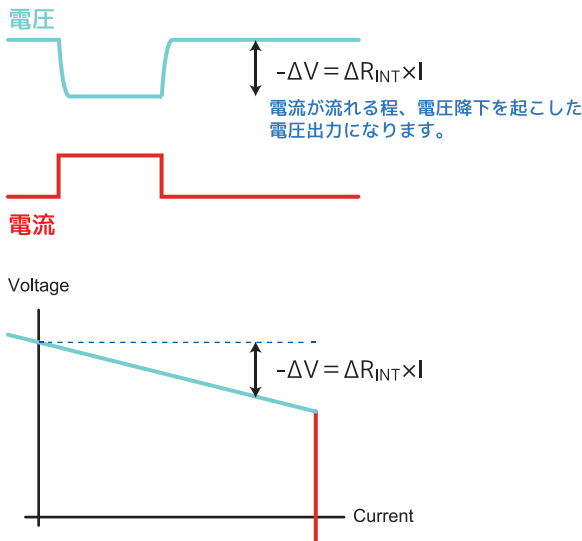 電圧
-ΔV = ΔRINT×I
電流が流れる程、電圧降下を起こした
電圧出力になります。
電流
Voltage
-ΔV = ΔRINT×I
Current